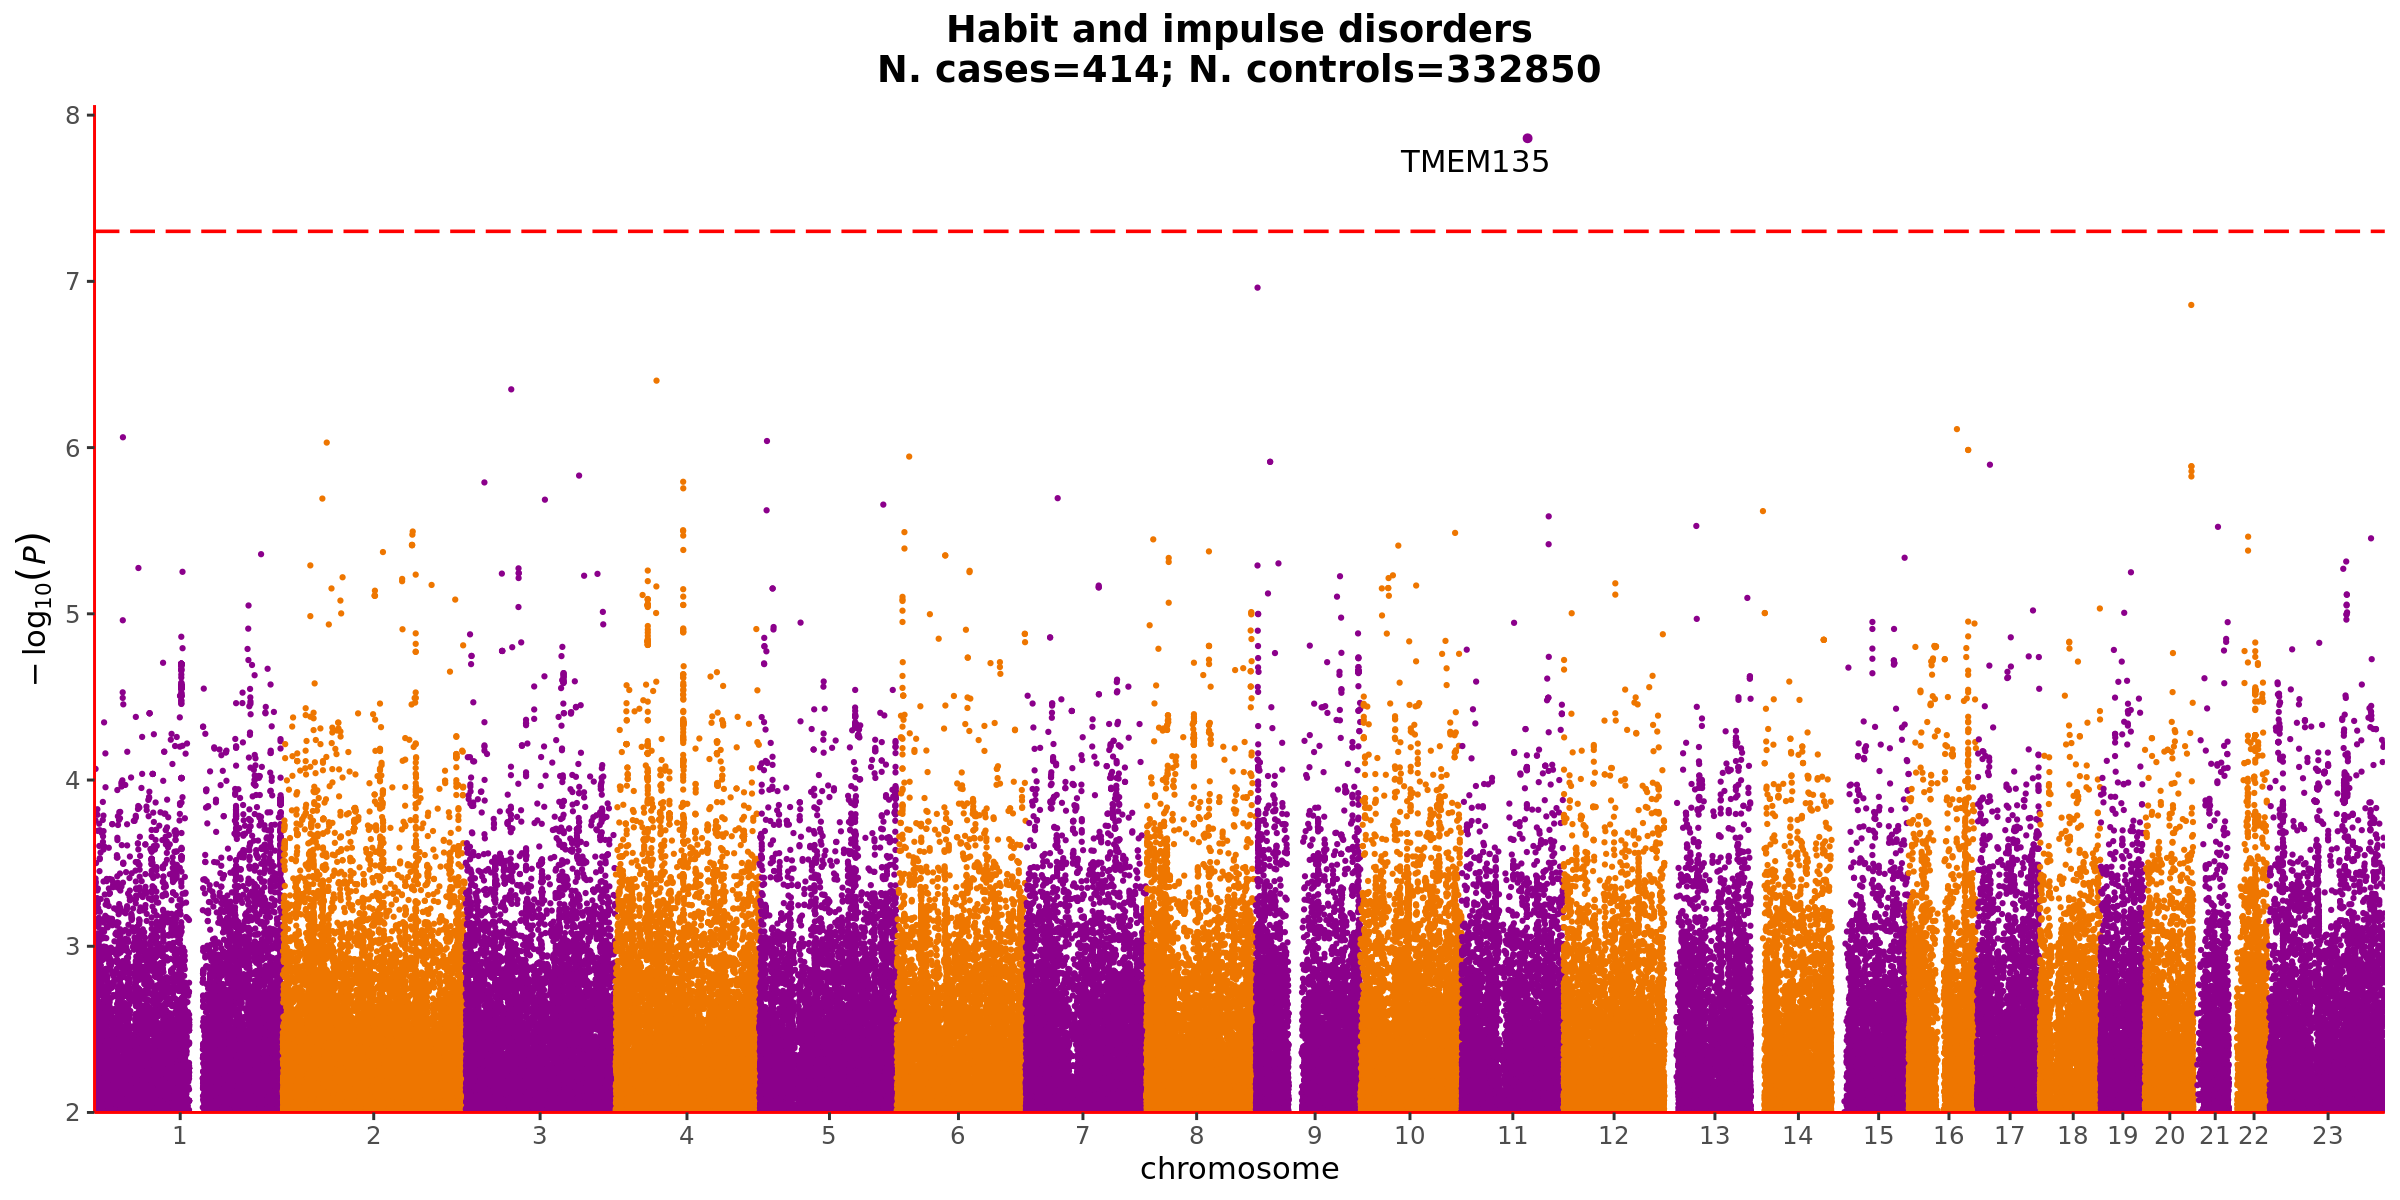 Habit and impulse disorders
N. cases=414; N. controls=332850
8
TMEM135
7
6
5
4
3
2
−log10(P)
1 2 3 4 5 6 7 8 9 10 11 12 13 14 15 16 17 18 19 20 21 22 23
chromosome